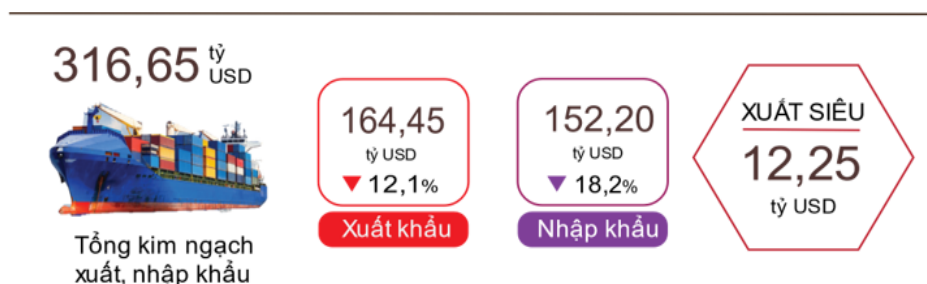 316,65 tỷ USD
Tổng kim ngạch
xuất, nhập khẩu
164,45
tỷ USD
▼ 12,1%
Xuất khẩu
152,20
tỷ USD
▼ 18,2%
Nhập khẩu
XUẤT SIÊU
12,25
tỷ USD